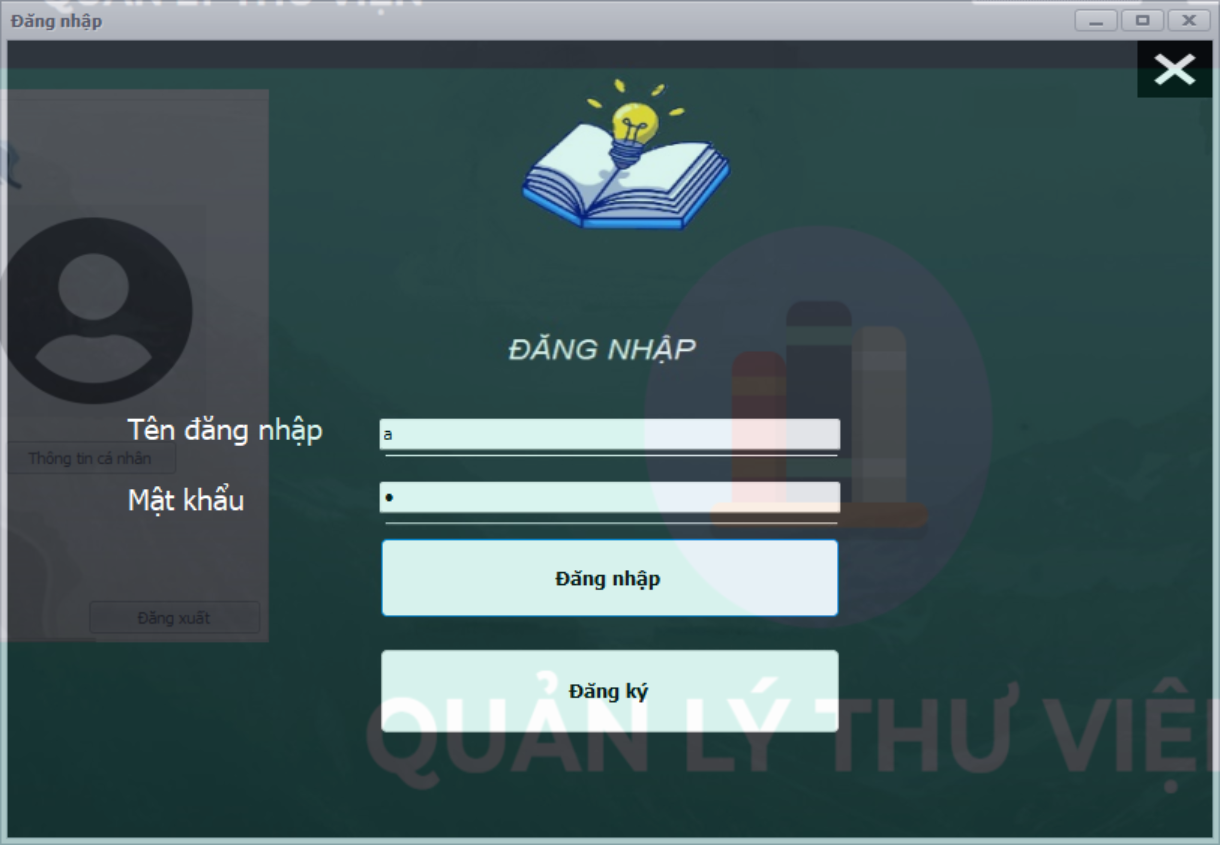 Đăng nhập
ĐĂNG NHẬP
Tên đăng nhập
a
Thông tin cá nhân
Mật khẩu
Đăng nhập
Đăng xuất
Đăng ký
QUẢN LÝ THƯ VIỆN